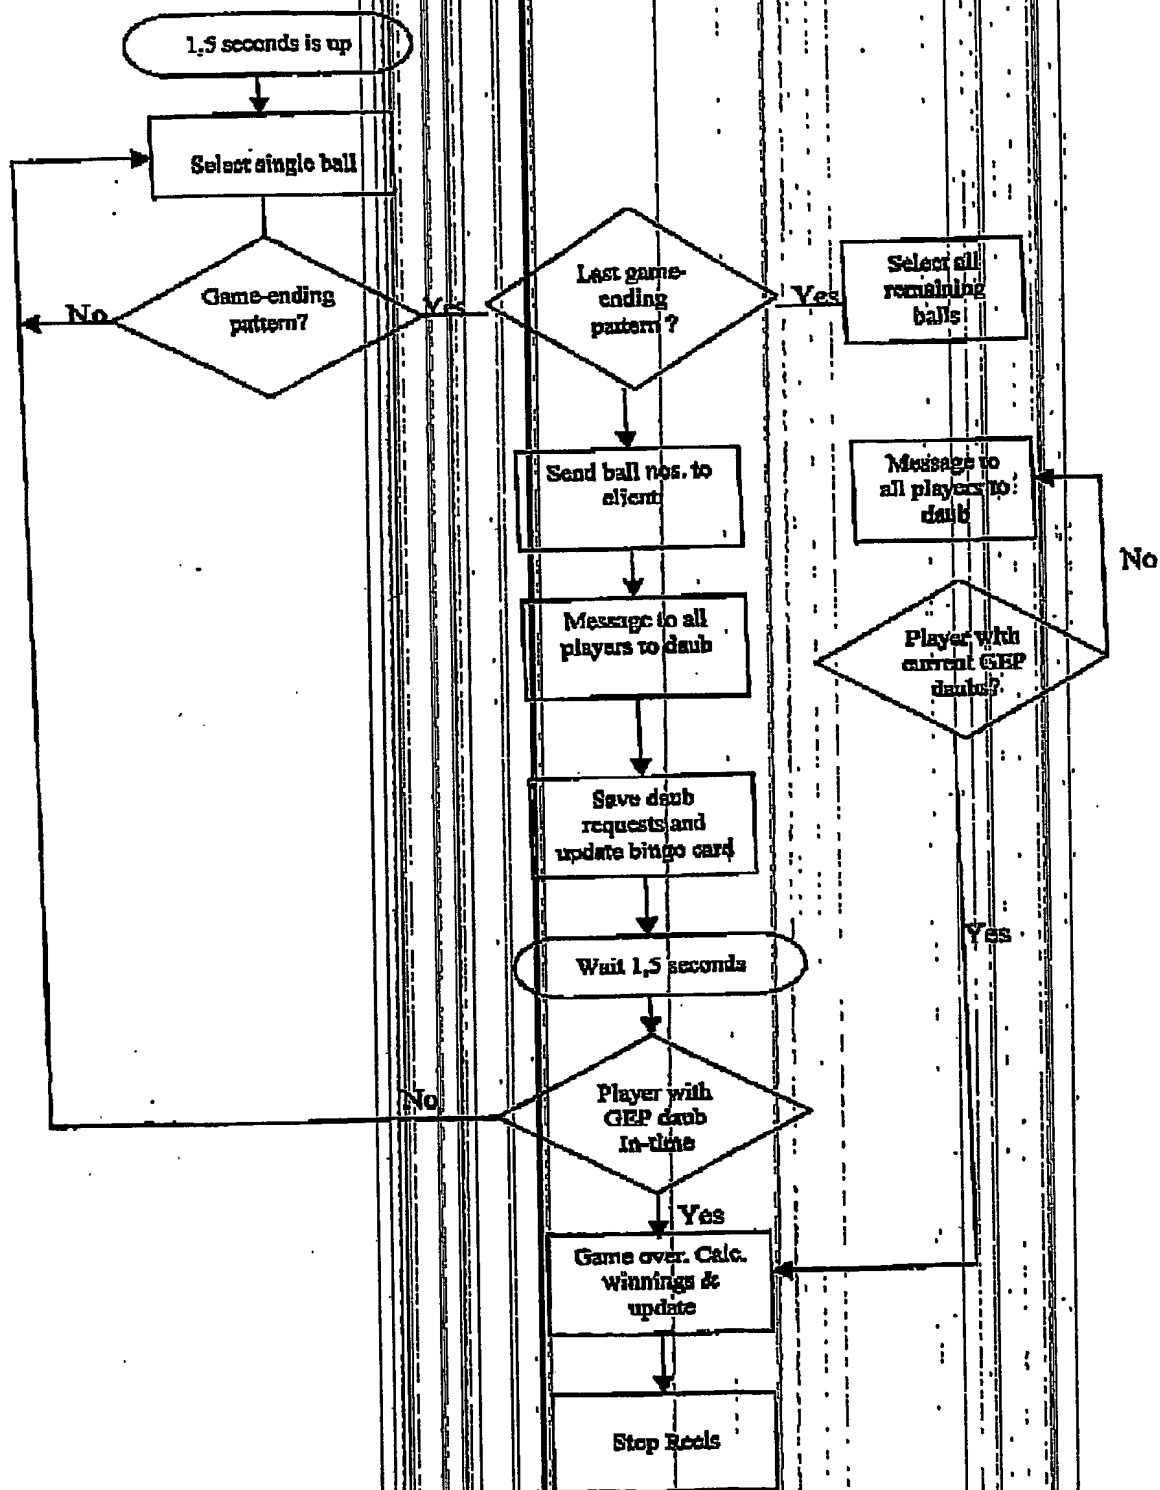 1,5 seconds is up
Select single ball
Game-ending
pattern?
No
Yes
Last game-
ending
pattern ?
Yes
Select all
remaining
balls
Send ball nos. to
client
Message to all
players to daub
Save daub
requests and
update bingo card
Wait 1,5 seconds
Player with
GEP daub
In-time
No
Yes
Game over. Calc.
winnings &
update
Stop Reels
Message to
all players to
daub
No
Player with
current GEP
daubs?
Yes